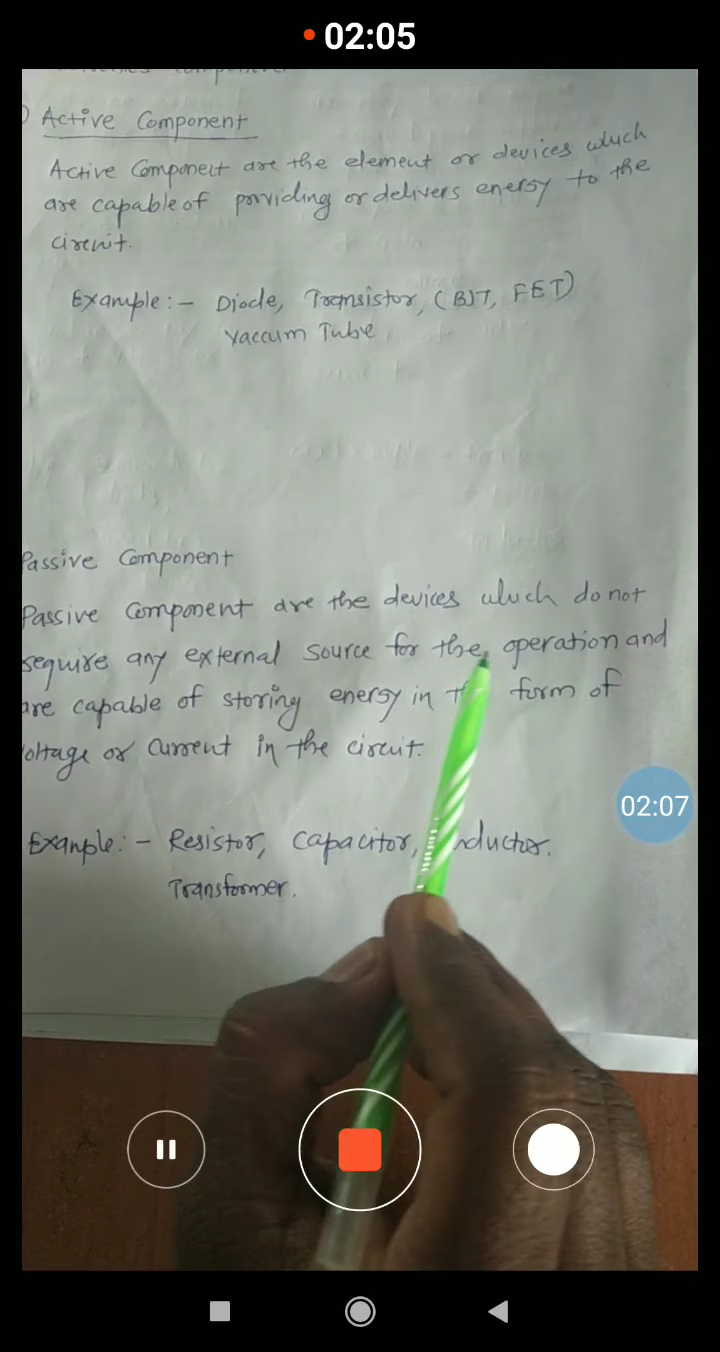 02:05
Active Component
Active Component are the element or devices which
are capable of providing or delivers energy to the
circuit.
Example :- Diode, Transistor, (BJT, FET)
Vaccum Tube
Passive Component
Passive Component are the devices which do not
require any external source for the operation and
are capable of storing energy in form of
Voltage or Current in the circuit.
02:07
Example :- Resistor, Capacitor, Inductor.
Transformer.